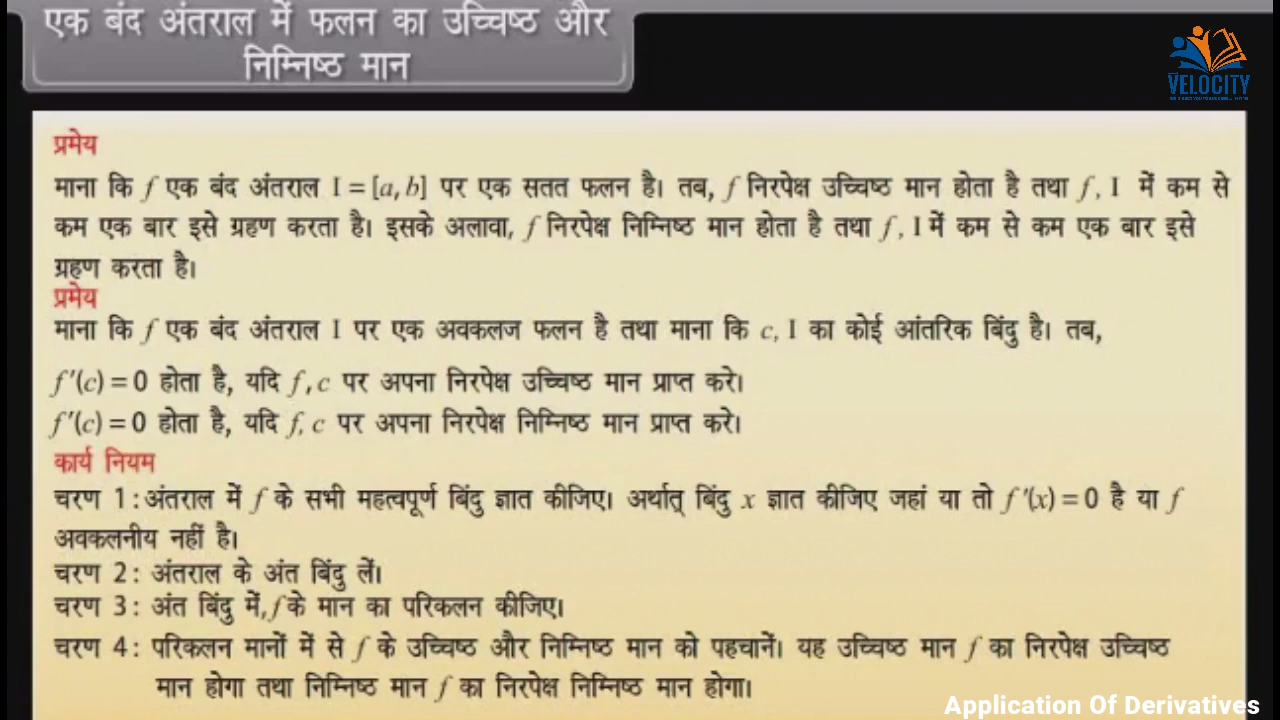 एक बंद अंतराल में फलन का उच्चिष्ठ और
निम्निष्ठ मान
VELOCITY
प्रमेय
माना कि f एक बंद अंतराल I = [a, b] पर एक सतत फलन है। तब, f निरपेक्ष उच्चिष्ठ मान होता है तथा f, I में कम से
कम एक बार इसे ग्रहण करता है। इसके अलावा, f निरपेक्ष निम्निष्ठ मान होता है तथा f, I में कम से कम एक बार इसे
ग्रहण करता है।
प्रमेय
माना कि f एक बंद अंतराल I पर एक अवकलज फलन है तथा माना कि c, I का कोई आंतरिक बिंदु है। तब,
f'(c) = 0 होता है, यदि f, c पर अपना निरपेक्ष उच्चिष्ठ मान प्राप्त करे।
f'(c) = 0 होता है, यदि f, c पर अपना निरपेक्ष निम्निष्ठ मान प्राप्त करे।
कार्य नियम
चरण 1 : अंतराल में f के सभी महत्वपूर्ण बिंदु ज्ञात कीजिए। अर्थात् बिंदु x ज्ञात कीजिए जहां या तो f'(x) = 0 है या f
अवकलनीय नहीं है।
चरण 2 : अंतराल के अंत बिंदु लें।
चरण 3 : अंत बिंदु में, f के मान का परिकलन कीजिए।
चरण 4 : परिकलन मानों में से f के उच्चिष्ठ और निम्निष्ठ मान को पहचानें। यह उच्चिष्ठ मान f का निरपेक्ष उच्चिष्ठ
मान होगा तथा निम्निष्ठ मान f का निरपेक्ष निम्निष्ठ मान होगा।
Application Of Derivatives